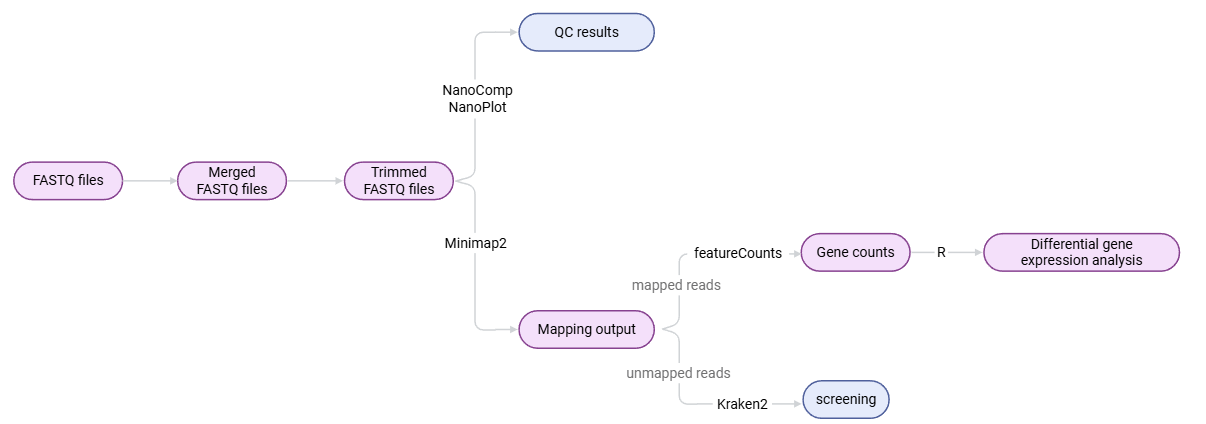 QC results
NanoComp
NanoPlot
FASTQ files
Merged
FASTQ files
Trimmed
FASTQ files
Minimap2
featureCounts
Gene counts
R
Differential gene
expression analysis
mapped reads
Mapping output
unmapped reads
Kraken2
screening